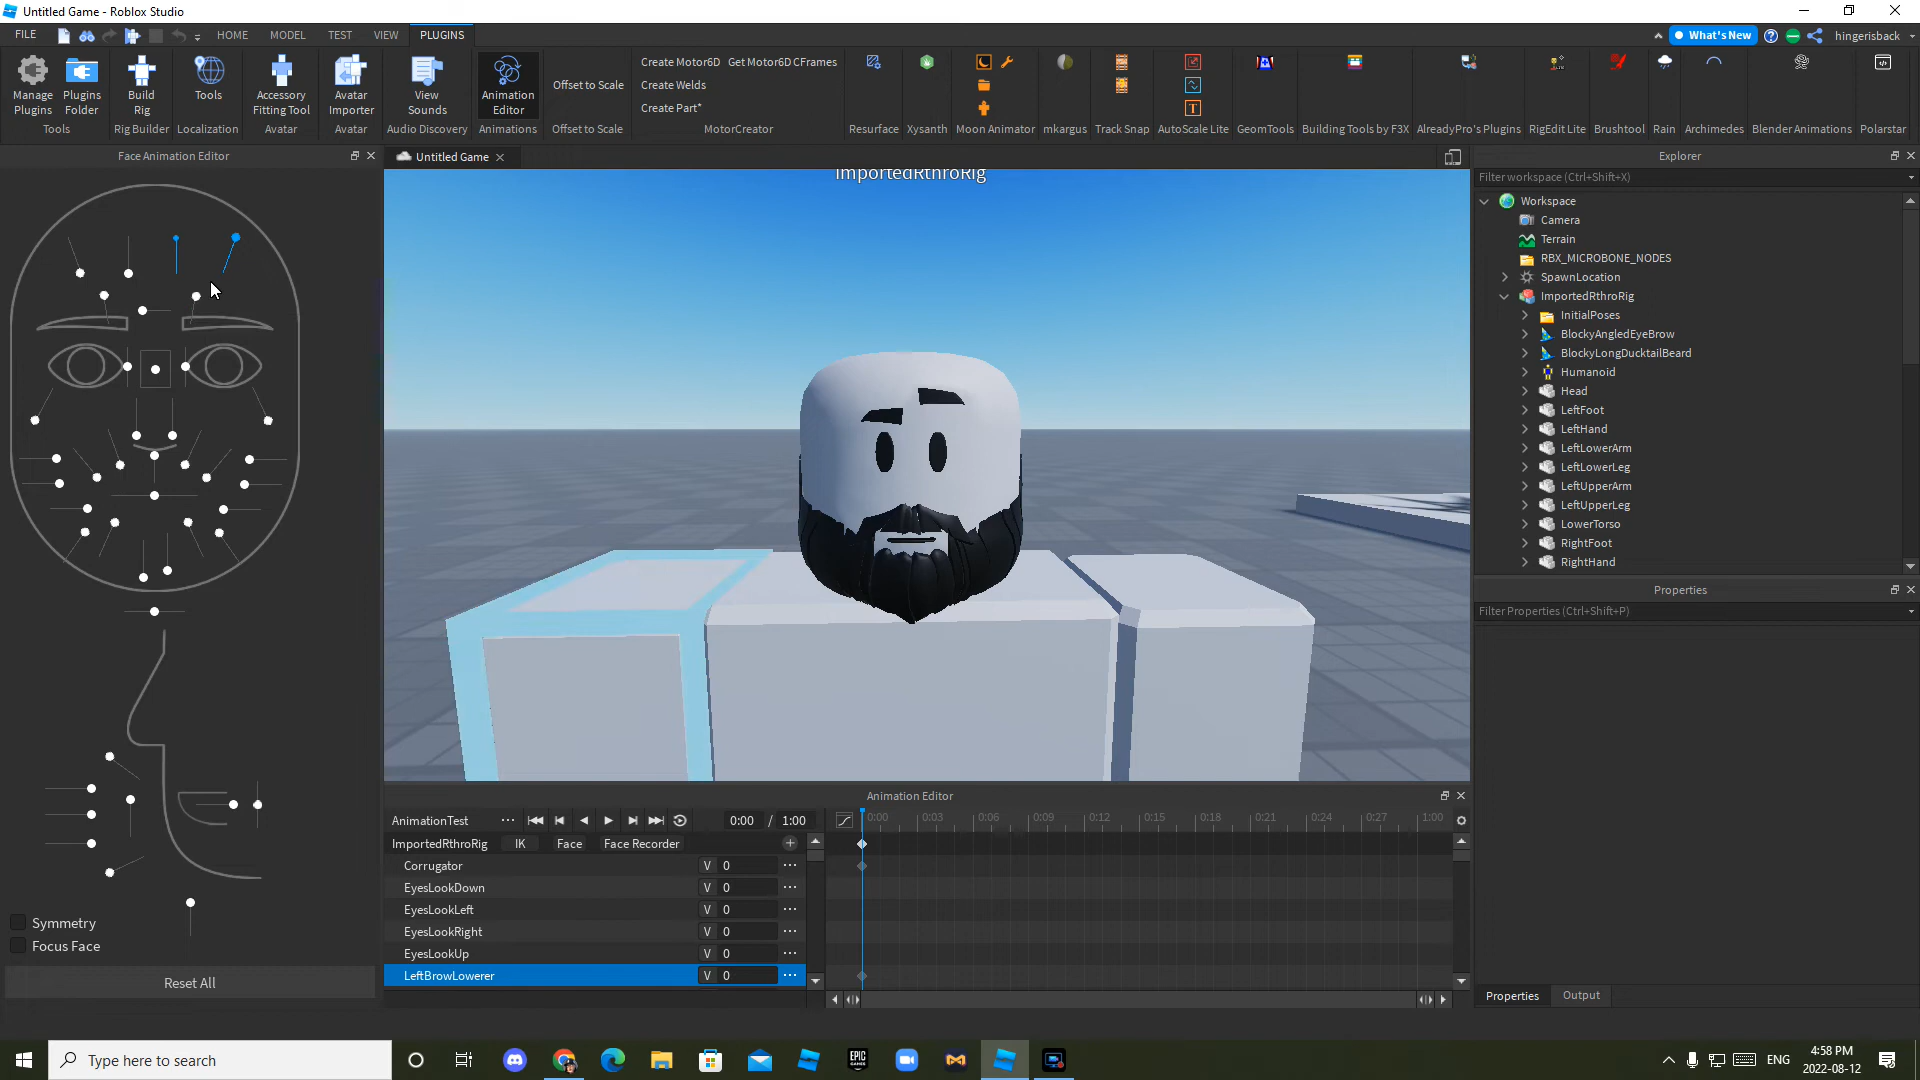 Untitled Game - Roblox Studio
FILE HOME MODEL TEST VIEW PLUGINS
What's New hingerisback
Manage Plugins
Plugins Folder
Tools
Build Rig
Rig Builder
Tools
Localization
Accessory Fitting Tool
Avatar
Avatar Importer
Avatar
View Sounds
Audio Discovery
Animation Editor
Animations
Offset to Scale
Offset to Scale
Create Motor6D Get Motor6D CFrames
Create Welds
Create Part*
MotorCreator
Resurface
Xysanth
Moon Animator
mkargus
Track Snap
AutoScale Lite
GeomTools
Building Tools by F3X
AlreadyPro's Plugins
RigEdit Lite
Brushtool
Rain
Archimedes
Blender Animations
Polarstar
Face Animation Editor
Symmetry
Focus Face
Reset All
Untitled Game
ImportedRthroRig
Animation Editor
AnimationTest ... 0:00 / 1:00
0:00 0:03 0:06 0:09 0:12 0:15 0:18 0:21 0:24 0:27 1:00
ImportedRthroRig IK Face Face Recorder
Corrugator V 0
EyesLookDown V 0
EyesLookLeft V 0
EyesLookRight V 0
EyesLookUp V 0
LeftBrowLowerer V 0
Explorer
Filter workspace (Ctrl+Shift+X)
Workspace
Camera
Terrain
RBX_MICROBONE_NODES
SpawnLocation
ImportedRthroRig
InitialPoses
BlockyAngledEyeBrow
BlockyLongDucktailBeard
Humanoid
Head
LeftFoot
LeftHand
LeftLowerArm
LeftLowerLeg
LeftUpperArm
LeftUpperLeg
LowerTorso
RightFoot
RightHand
Properties
Filter Properties (Ctrl+Shift+P)
Properties Output
Type here to search
EPIC GAMES
ENG
4:58 PM
2022-08-12